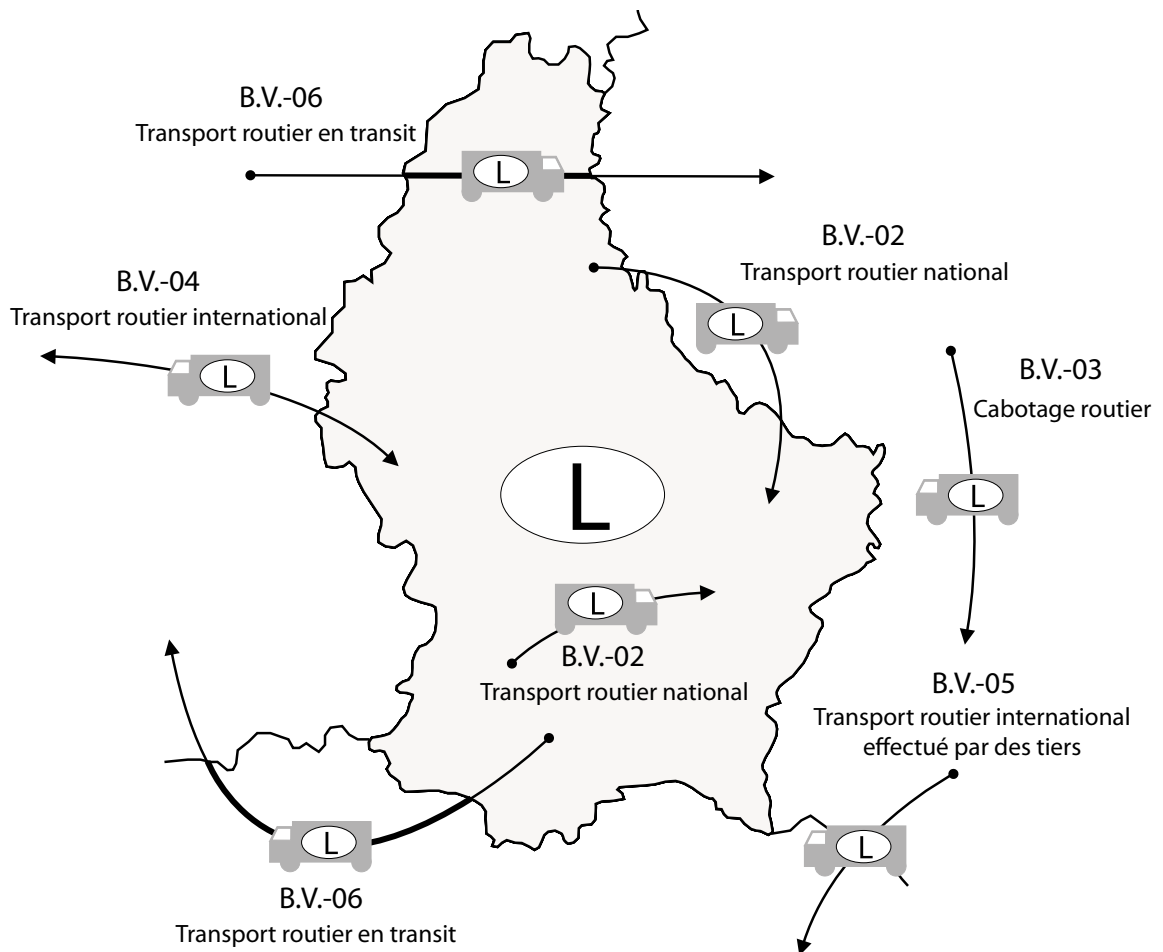 B.V.-06
Transport routier en transit
L
B.V.-02
Transport routier national
B.V.-04
Transport routier international
L
L
B.V.-03
Cabotage routier
L
L
L
B.V.-02
Transport routier national
B.V.-05
Transport routier international
effectué par des tiers
L
L
B.V.-06
Transport routier en transit